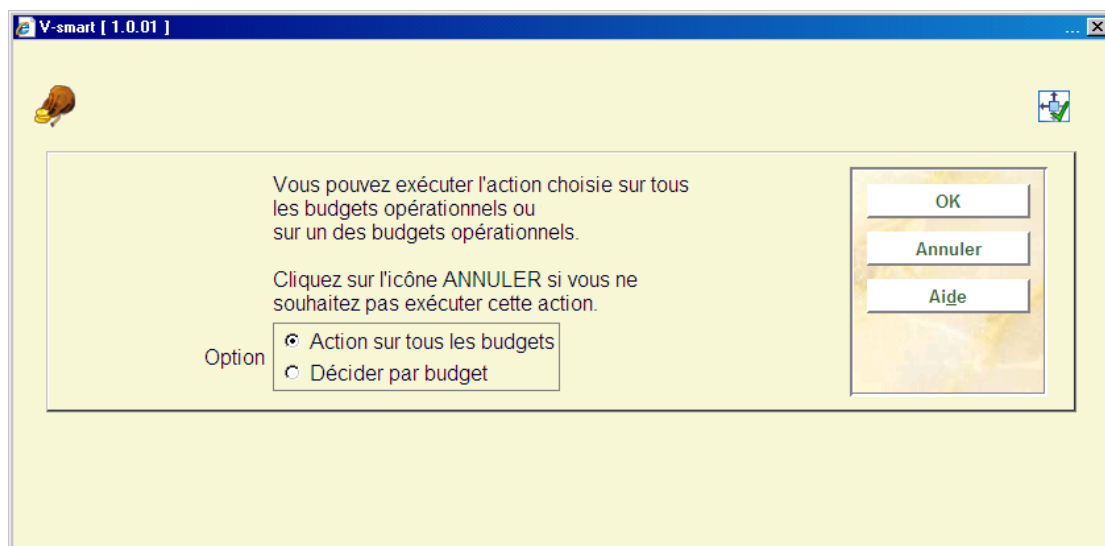 V-smart [ 1.0.01 ]
...
Vous pouvez exécuter l'action choisie sur tous
les budgets opérationnels ou
sur un des budgets opérationnels.
Cliquez sur l'icône ANNULER si vous ne
souhaitez pas exécuter cette action.
Option
Action sur tous les budgets
Décider par budget
OK
Annuler
Aide